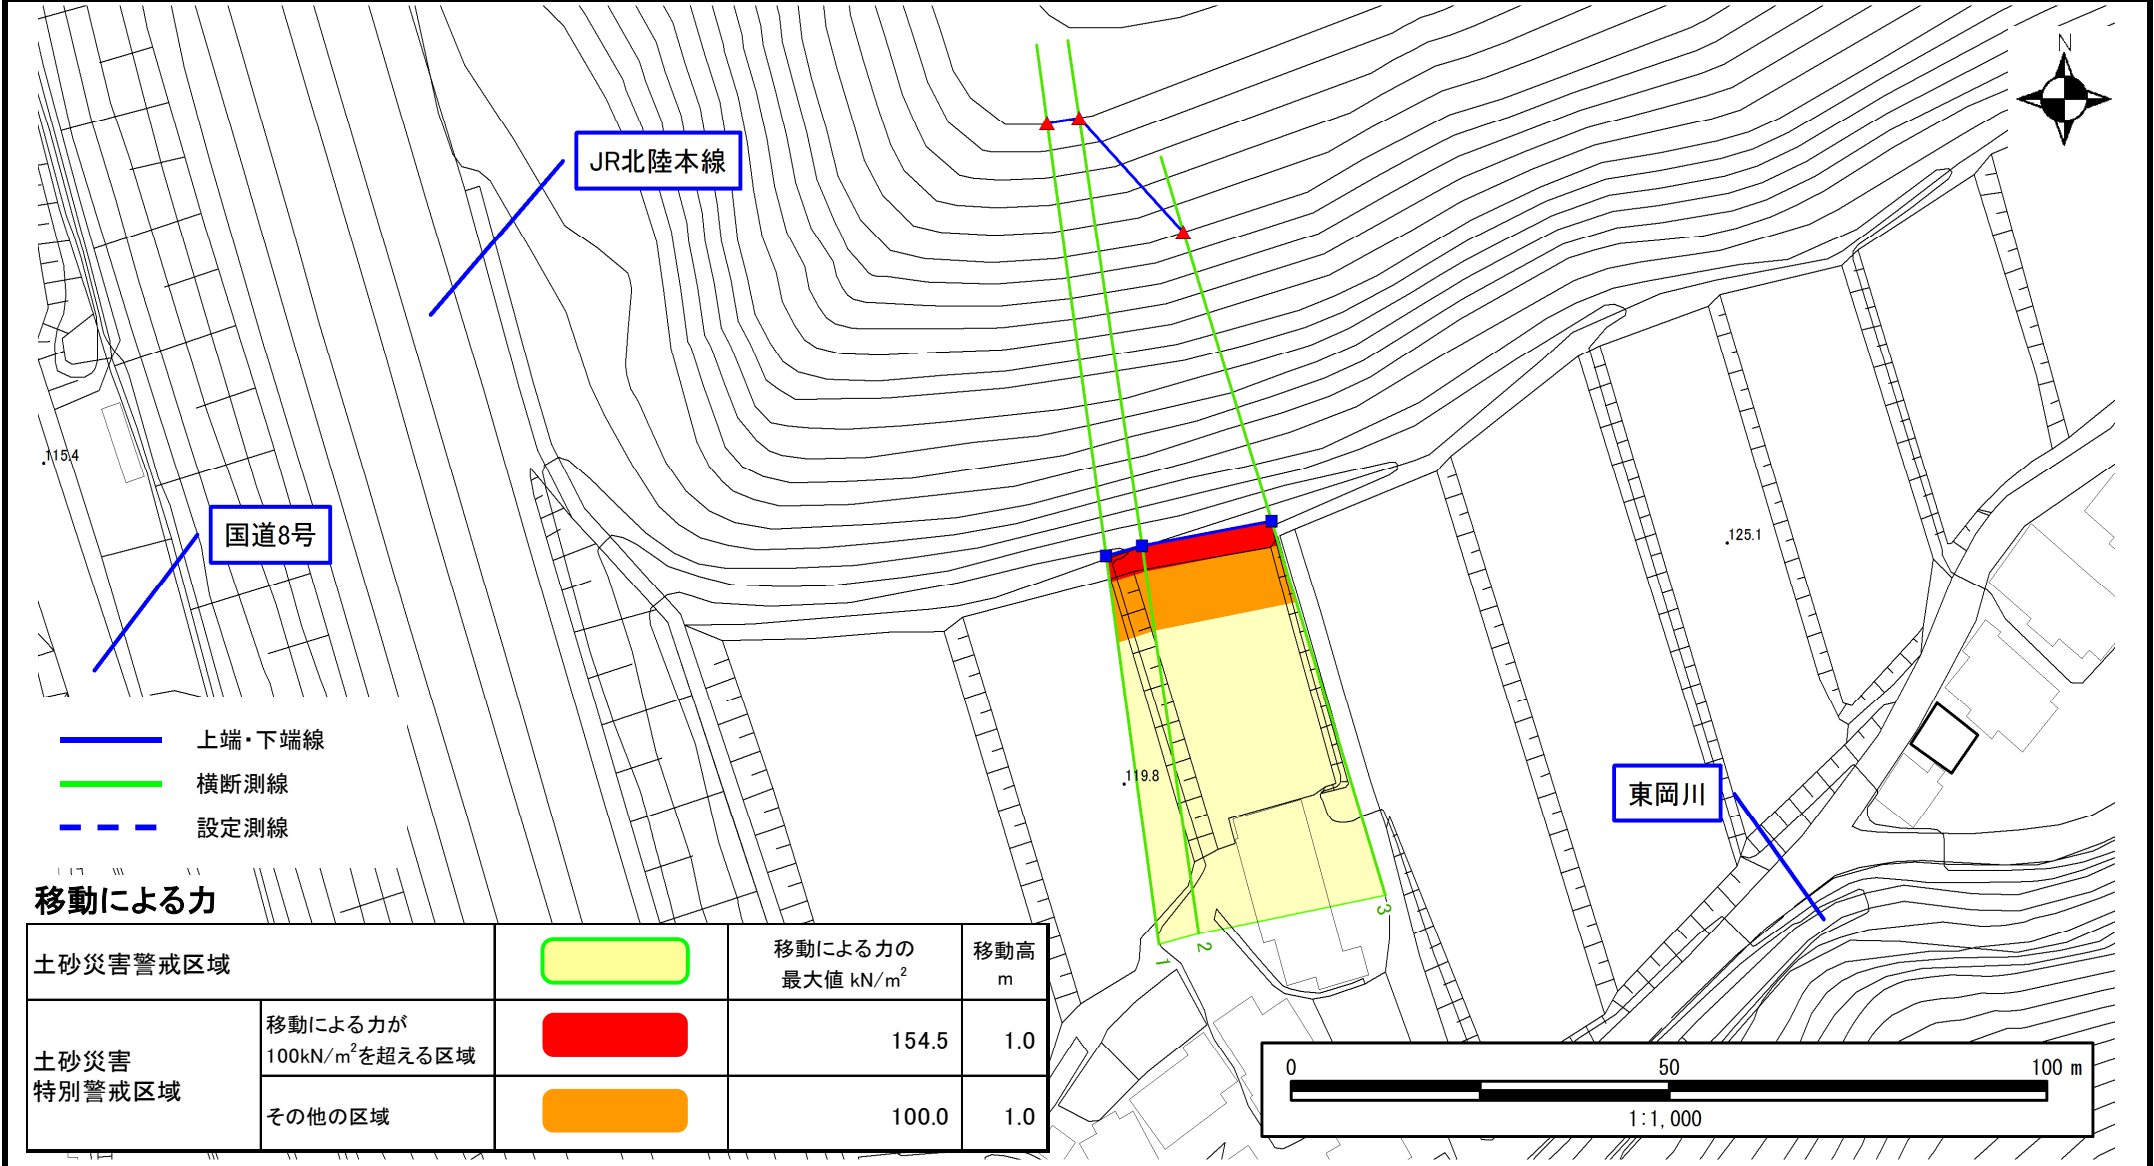 N
JR北陸本線
115.4
国道8号
125.1
119.8
東岡川
上端・下端線
横断測線
設定測線
1
2
3
移動による力
土砂災害警戒区域
移動による力の
最大値 kN/m²
移動高
m
土砂災害
特別警戒区域
移動による力が
100kN/m²を超える区域
154.5
1.0
その他の区域
100.0
1.0
0 50 100 m
1:1,000